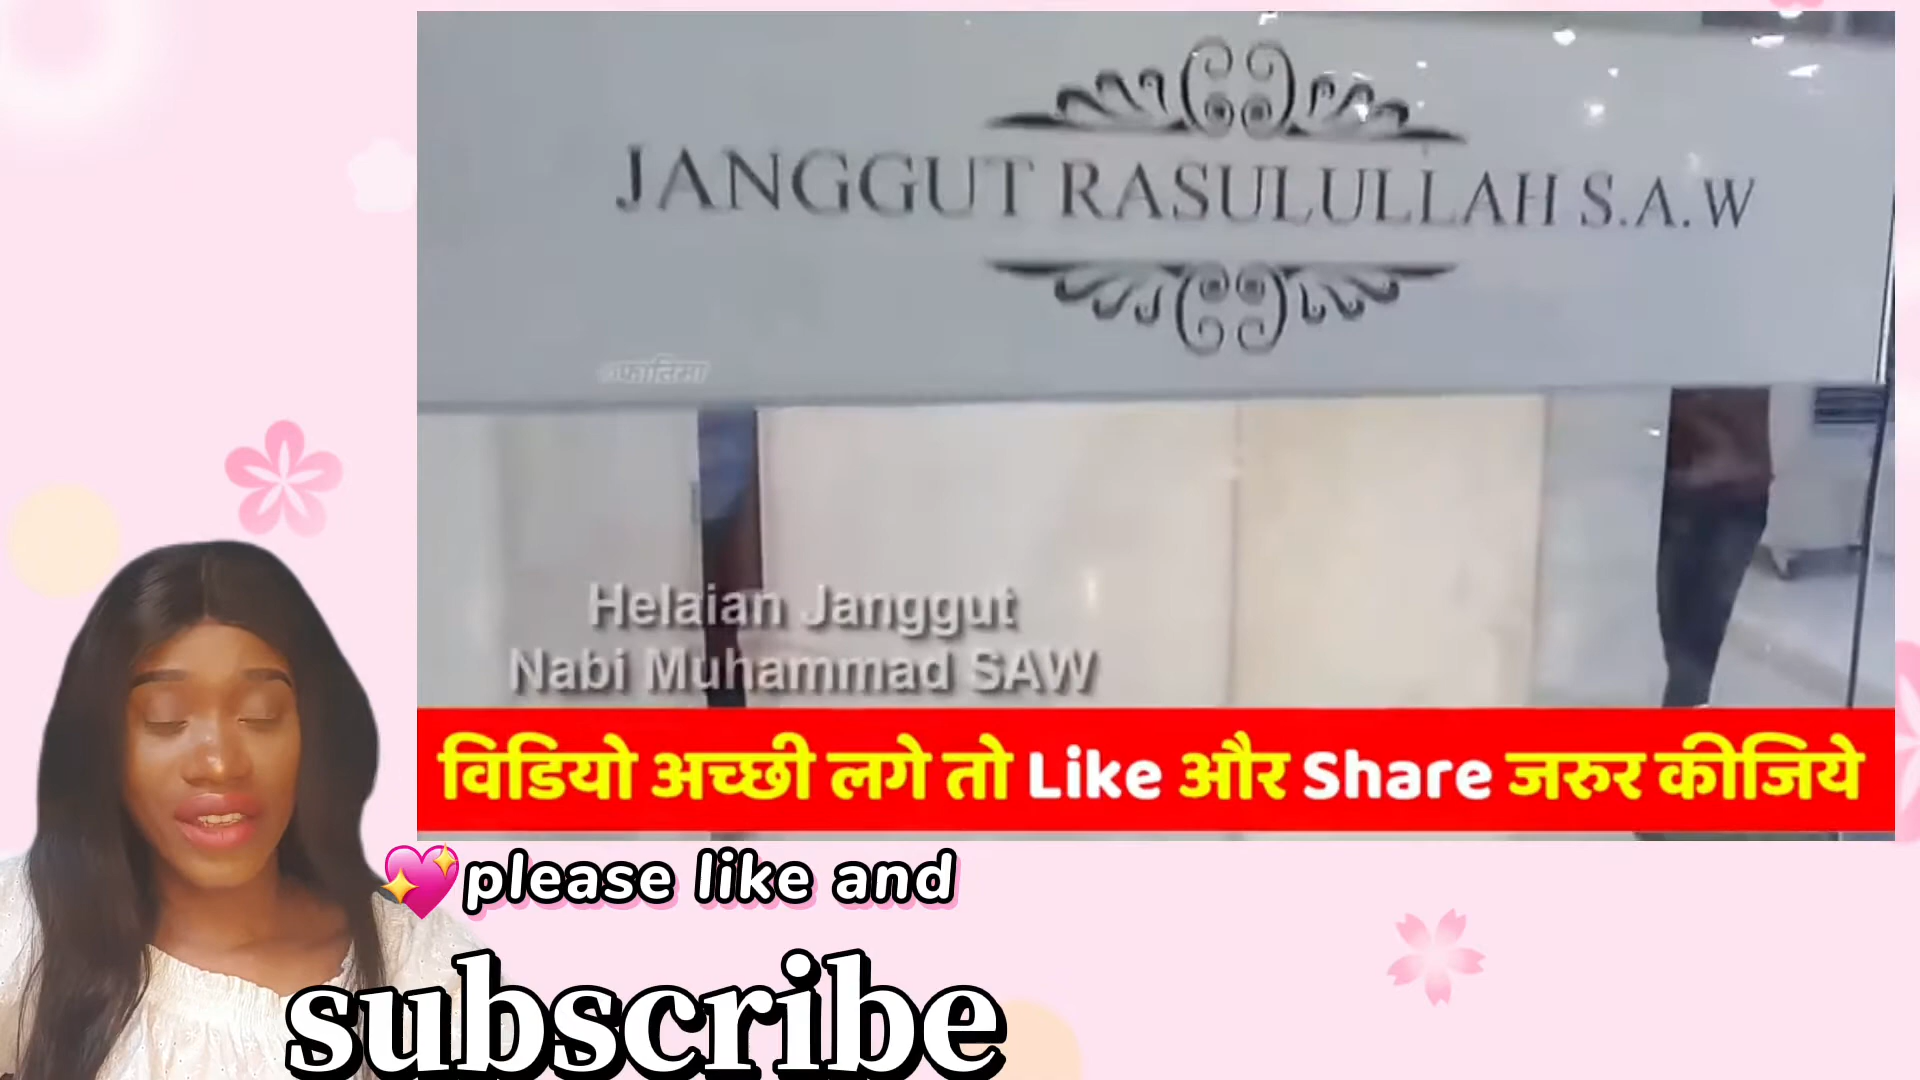 JANGGUT RASULULLAH S.A.W
फातिमा
Helaian Janggut
Nabi Muhammad SAW
विडियो अच्छी लगे तो Like और Share जरुर कीजिये
please like and
subscribe